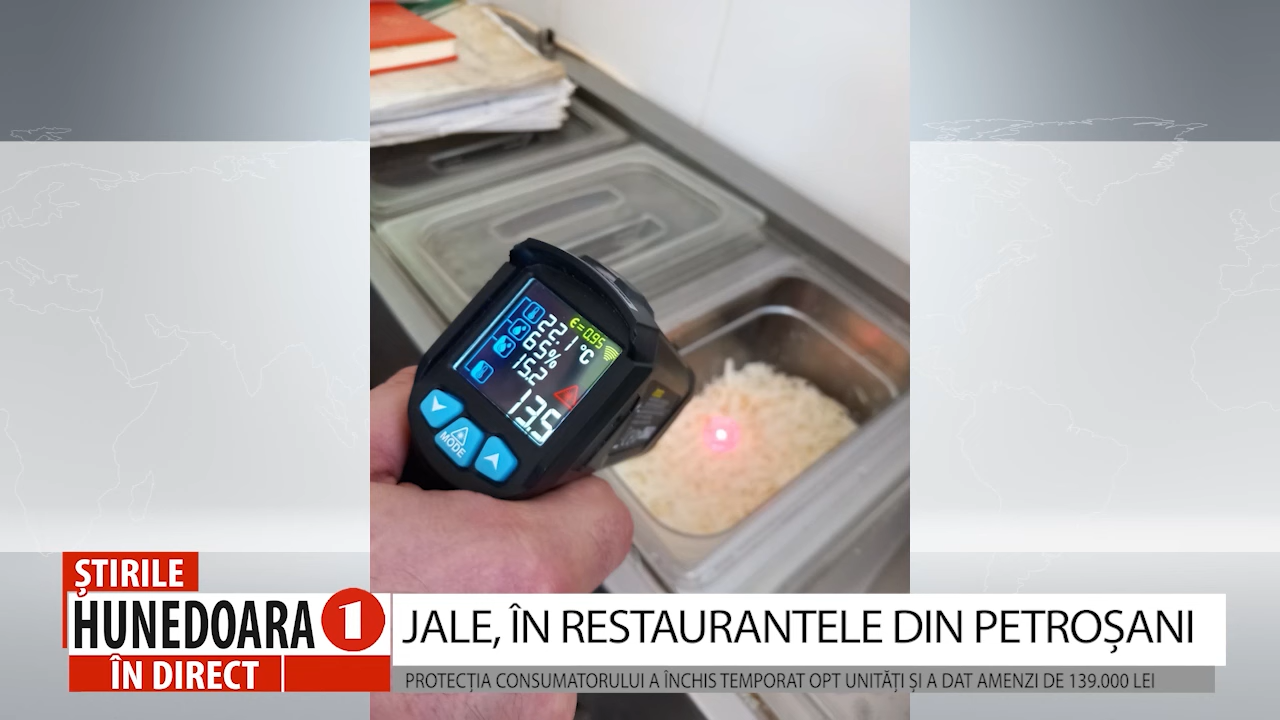 ε=0.95
22.1 °C
65%
15.2
13.5
MODE
ȘTIRILE
HUNEDOARA 1
ÎN DIRECT
JALE, ÎN RESTAURANTELE DIN PETROȘANI
PROTECȚIA CONSUMATORULUI A ÎNCHIS TEMPORAT OPT UNITĂȚI ȘI A DAT AMENZI DE 139.000 LEI